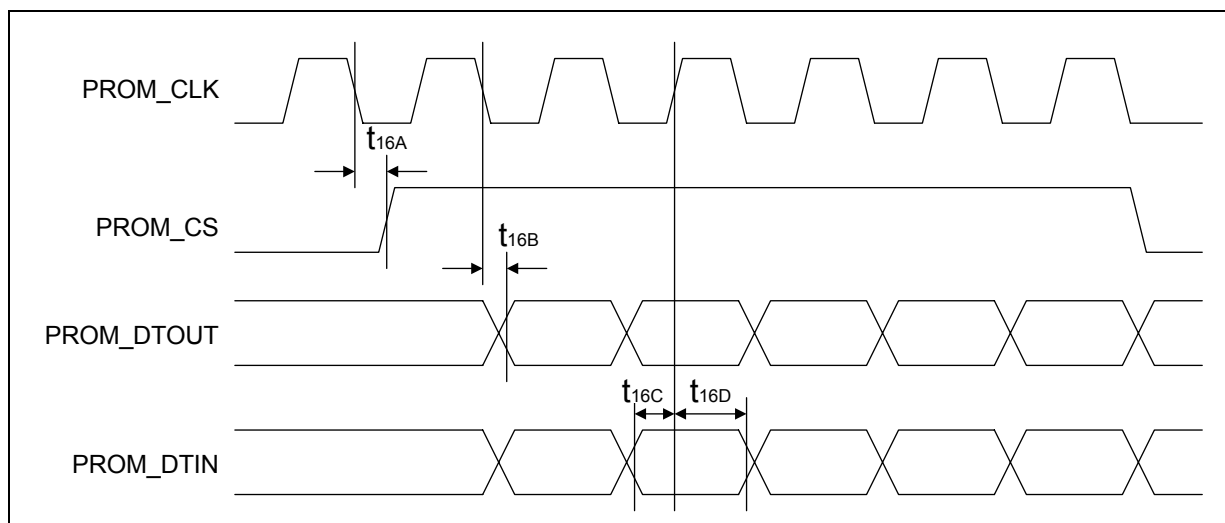 PROM_CLK
t16A
PROM_CS
t16B
PROM_DTOUT
t16C
t16D
PROM_DTIN